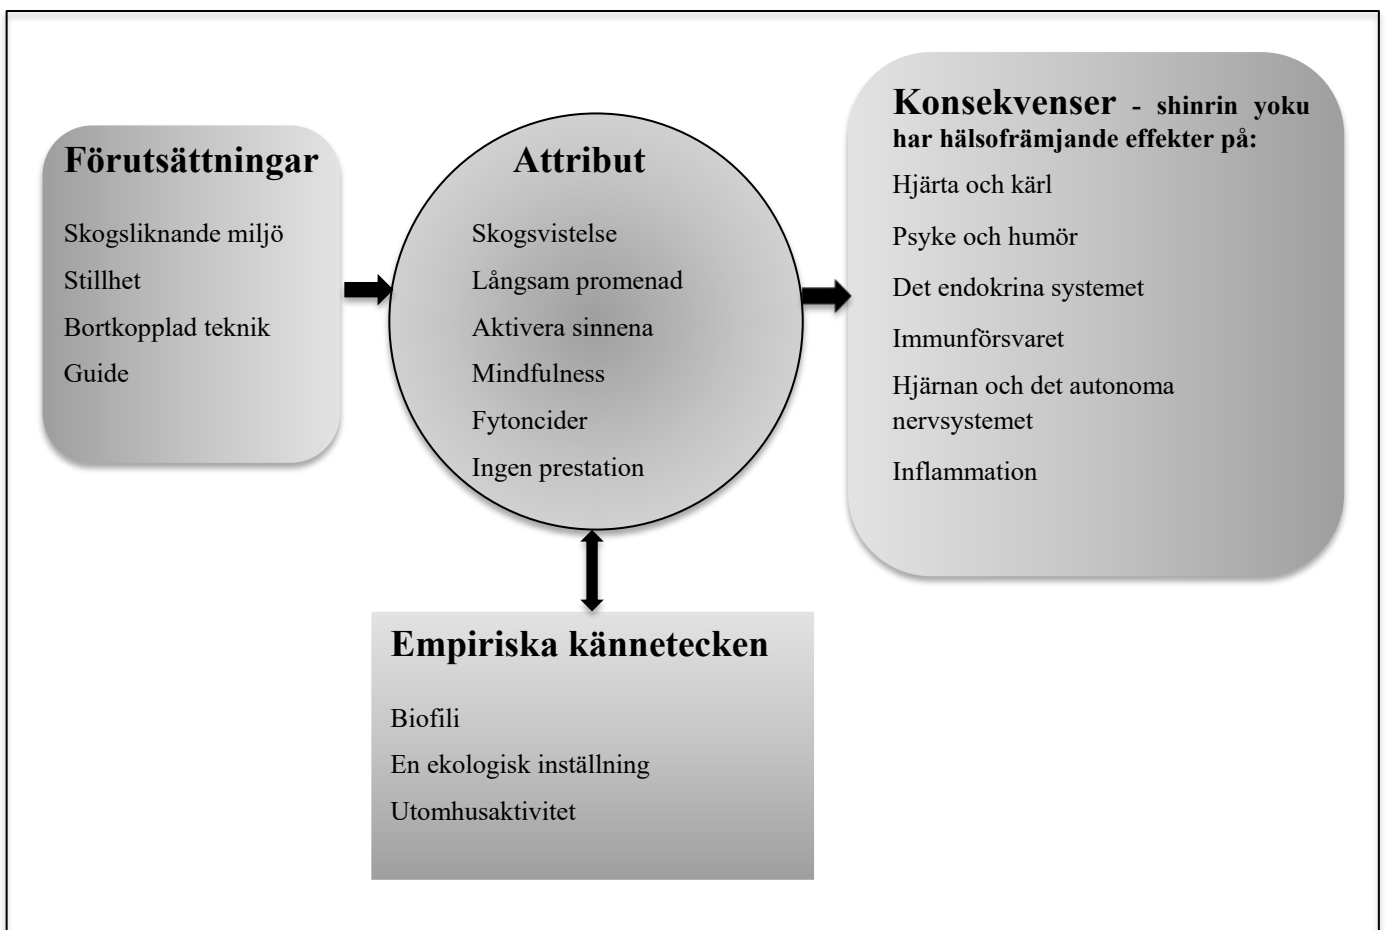 Förutsättningar
Skogsliknande miljö
Stillhet
Bortkopplad teknik
Guide
Attribut
Skogsvistelse
Långsam promenad
Aktivera sinnena
Mindfulness
Fytoncider
Ingen prestation
Konsekvenser - shinrin yoku
har hälsofrämjande effekter på:
Hjärta och kärl
Psyke och humör
Det endokrina systemet
Immunförsvaret
Hjärnan och det autonoma
nervsystemet
Inflammation
Empiriska kännetecken
Biofili
En ekologisk inställning
Utomhusaktivitet